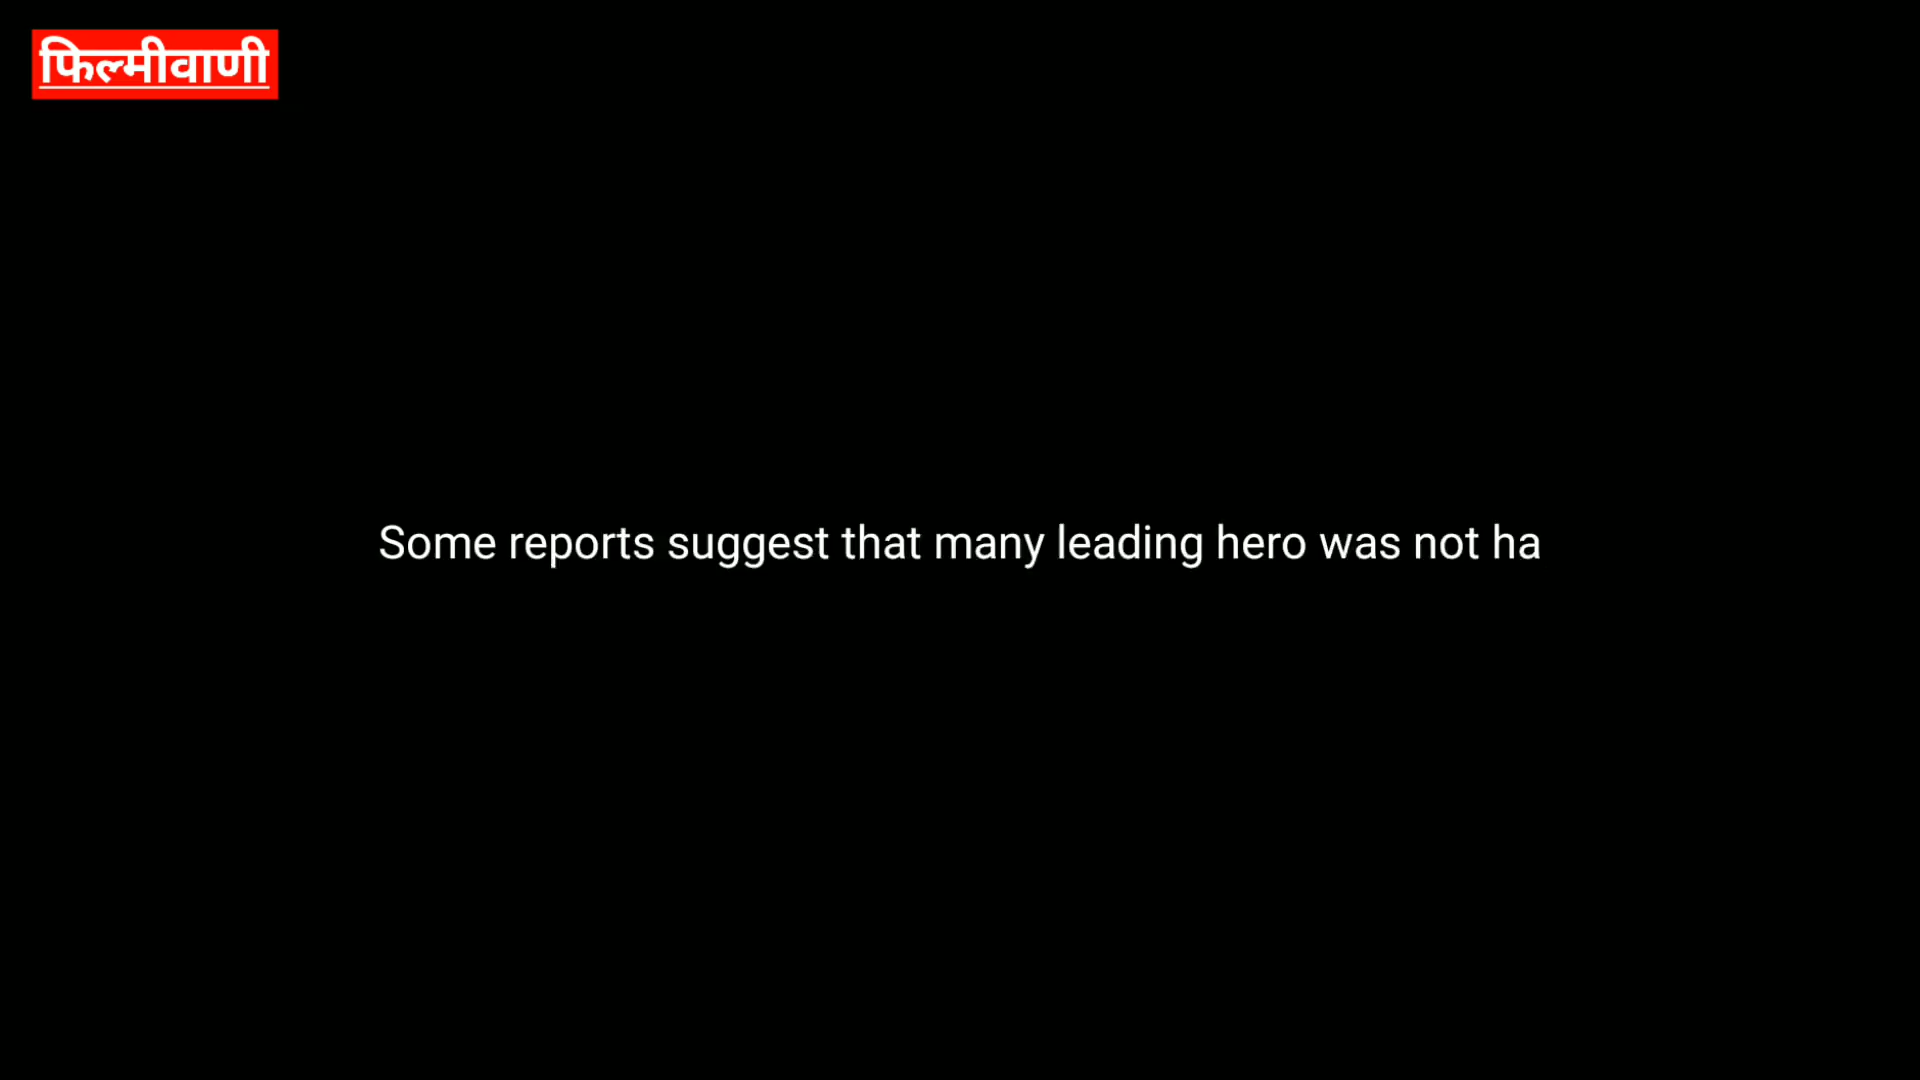 फिल्मीवाणी
Some reports suggest that many leading hero was not ha